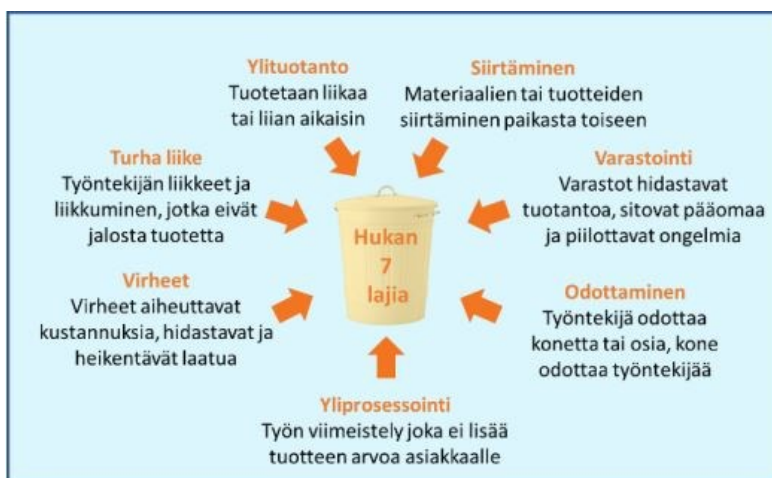 Ylituotanto
Tuotetaan liikaa
tai liian aikaisin
Siirtäminen
Materiaalien tai tuotteiden
siirtäminen paikasta toiseen
Turha liike
Työntekijän liikkeet ja
liikkuminen, jotka eivät
jalosta tuotetta
Varastointi
Varastot hidastavat
tuotantoa, sitovat pääomaa
ja piilottavat ongelmia
Hukan
7
lajia
Virheet
Virheet aiheuttavat
kustannuksia, hidastavat ja
heikentävät laatua
Odottaminen
Työntekijä odottaa
konetta tai osia, kone
odottaa työntekijää
Yliprosessointi
Työn viimeistely joka ei lisää
tuotteen arvoa asiakkaalle